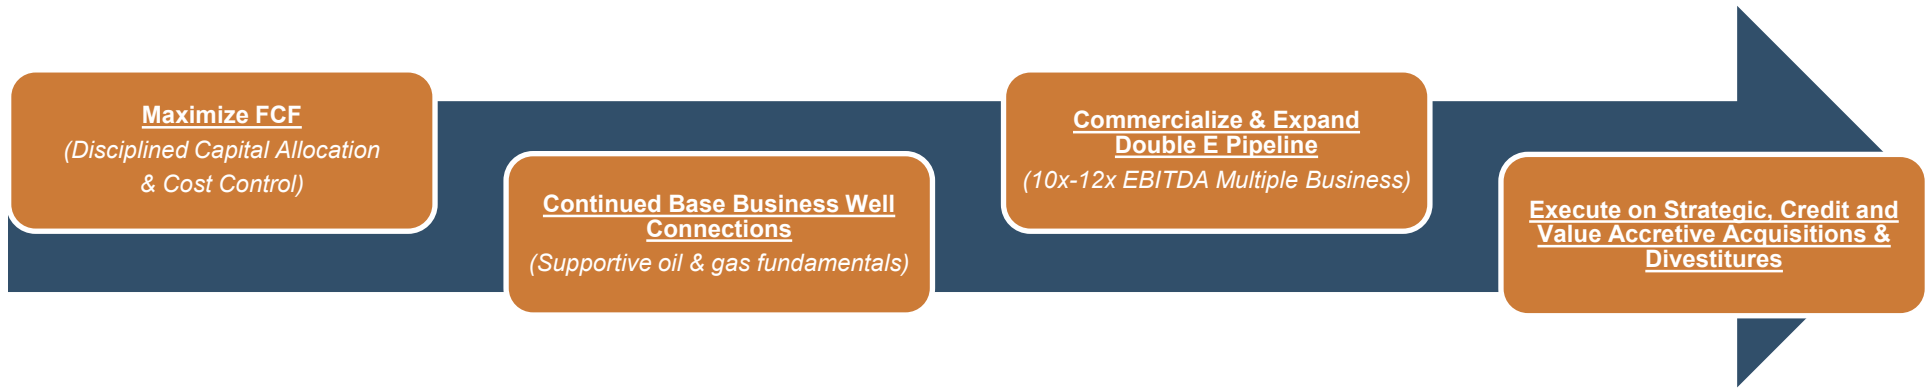 Maximize FCF
(Disciplined Capital Allocation
& Cost Control)
Continued Base Business Well
Connections
(Supportive oil & gas fundamentals)
Commercialize & Expand
Double E Pipeline
(10x-12x EBITDA Multiple Business)
Execute on Strategic, Credit and
Value Accretive Acquisitions &
Divestitures